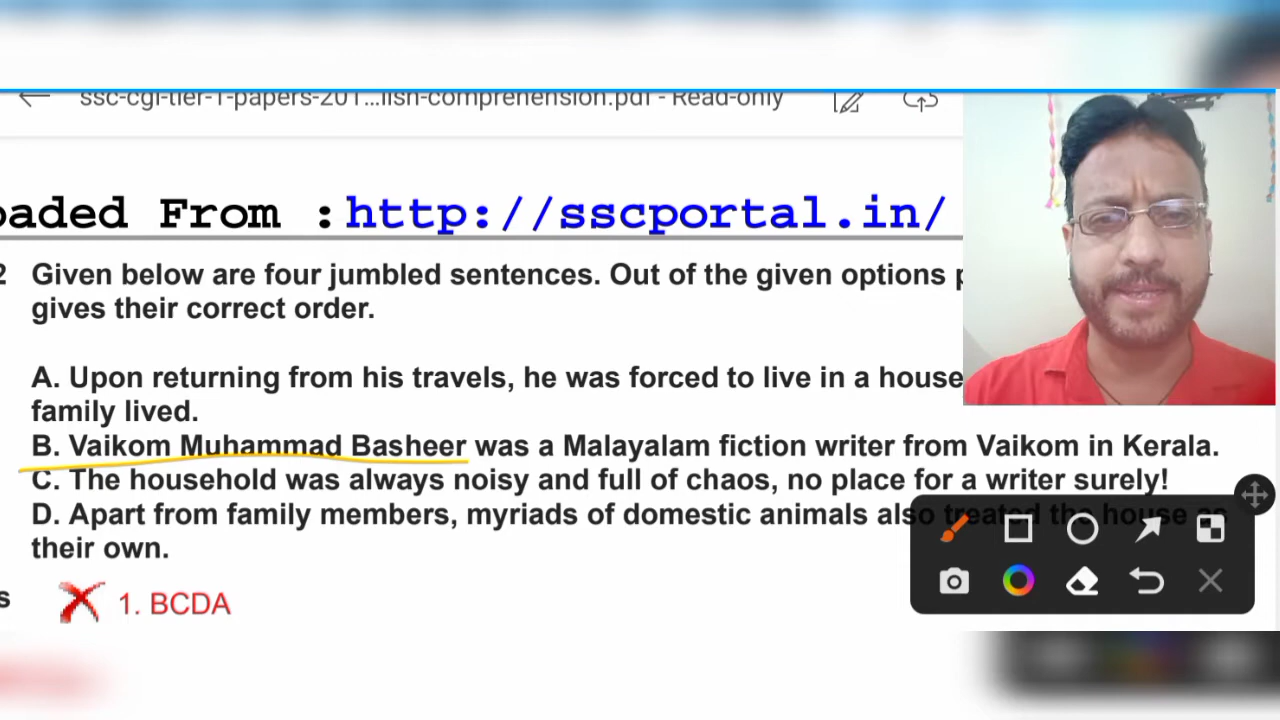 ssc-cgl-tier-1-papers-201...lish-comprehension.pdf - Read-only
oaded From :http://sscportal.in/
2 Given below are four jumbled sentences. Out of the given options p
gives their correct order.
A. Upon returning from his travels, he was forced to live in a house
family lived.
B. Vaikom Muhammad Basheer was a Malayalam fiction writer from Vaikom in Kerala.
C. The household was always noisy and full of chaos, no place for a writer surely!
D. Apart from family members, myriads of domestic animals also treated the house as
their own.
s 1. BCDA